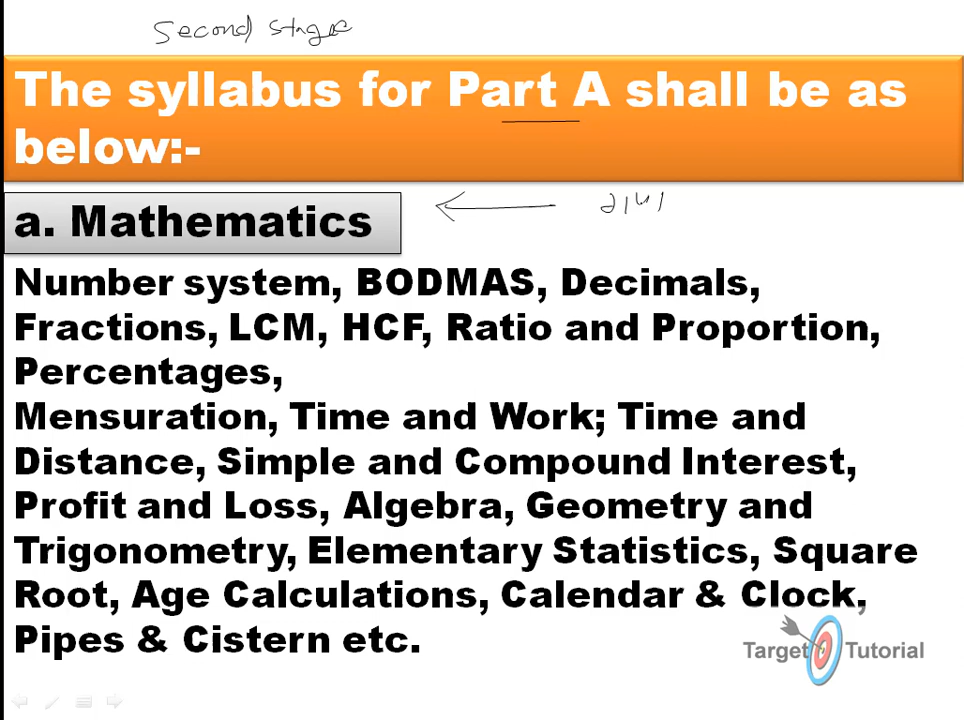 Second stage
The syllabus for Part A shall be as
below:-
a. Mathematics
Number system, BODMAS, Decimals,
Fractions, LCM, HCF, Ratio and Proportion,
Percentages,
Mensuration, Time and Work; Time and
Distance, Simple and Compound Interest,
Profit and Loss, Algebra, Geometry and
Trigonometry, Elementary Statistics, Square
Root, Age Calculations, Calendar & Clock,
Pipes & Cistern etc.
Target Tutorial